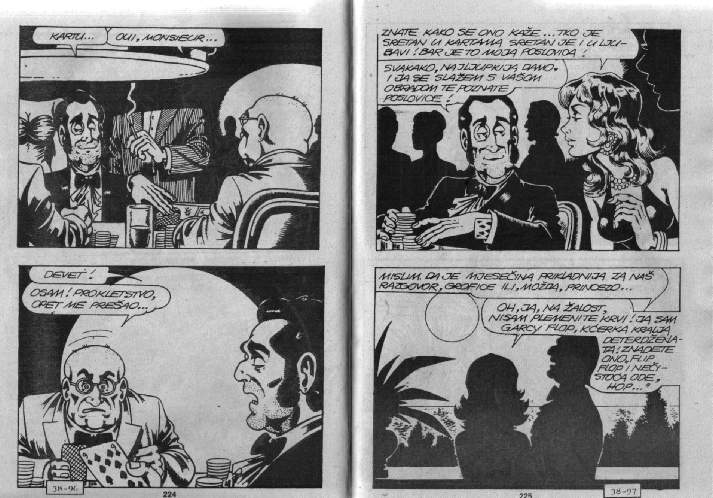 KARTU...
OUI, MONSIEUR...
DEVET!
OSAM! PROKLETSTVO,
OPET ME PREŠAO...
38-96
224
ZNATE KAKO SE ONO KAŽE... TKO JE
SRETAN U KARTAMA SRETAN JE I U LJU-
BAVI! BAR JE TO MOJA POSLOVICA!
SVAKAKO, NAJLJUPKIJA DAMO.
I JA SE SLAŽEM S VAŠOM
OBRADOM TE POZNATE
POSLOVICE!
MISLIM DA JE MJESEČINA PRIKLADNIJA ZA NAŠ
RAZGOVOR, GROFICE ILI, MOŽDA, PRINCEZO...
OH, JA, NA ŽALOST,
NISAM PLEMENITE KRVI! JA SAM
GARCY FLOP, KĆERKA KRALJA
DETERDŽENA-
TA! ZNADETE
ONO, FLIP
FLOP I NEČIS-
TOĆA ODE,
HOP..."
225
38-97